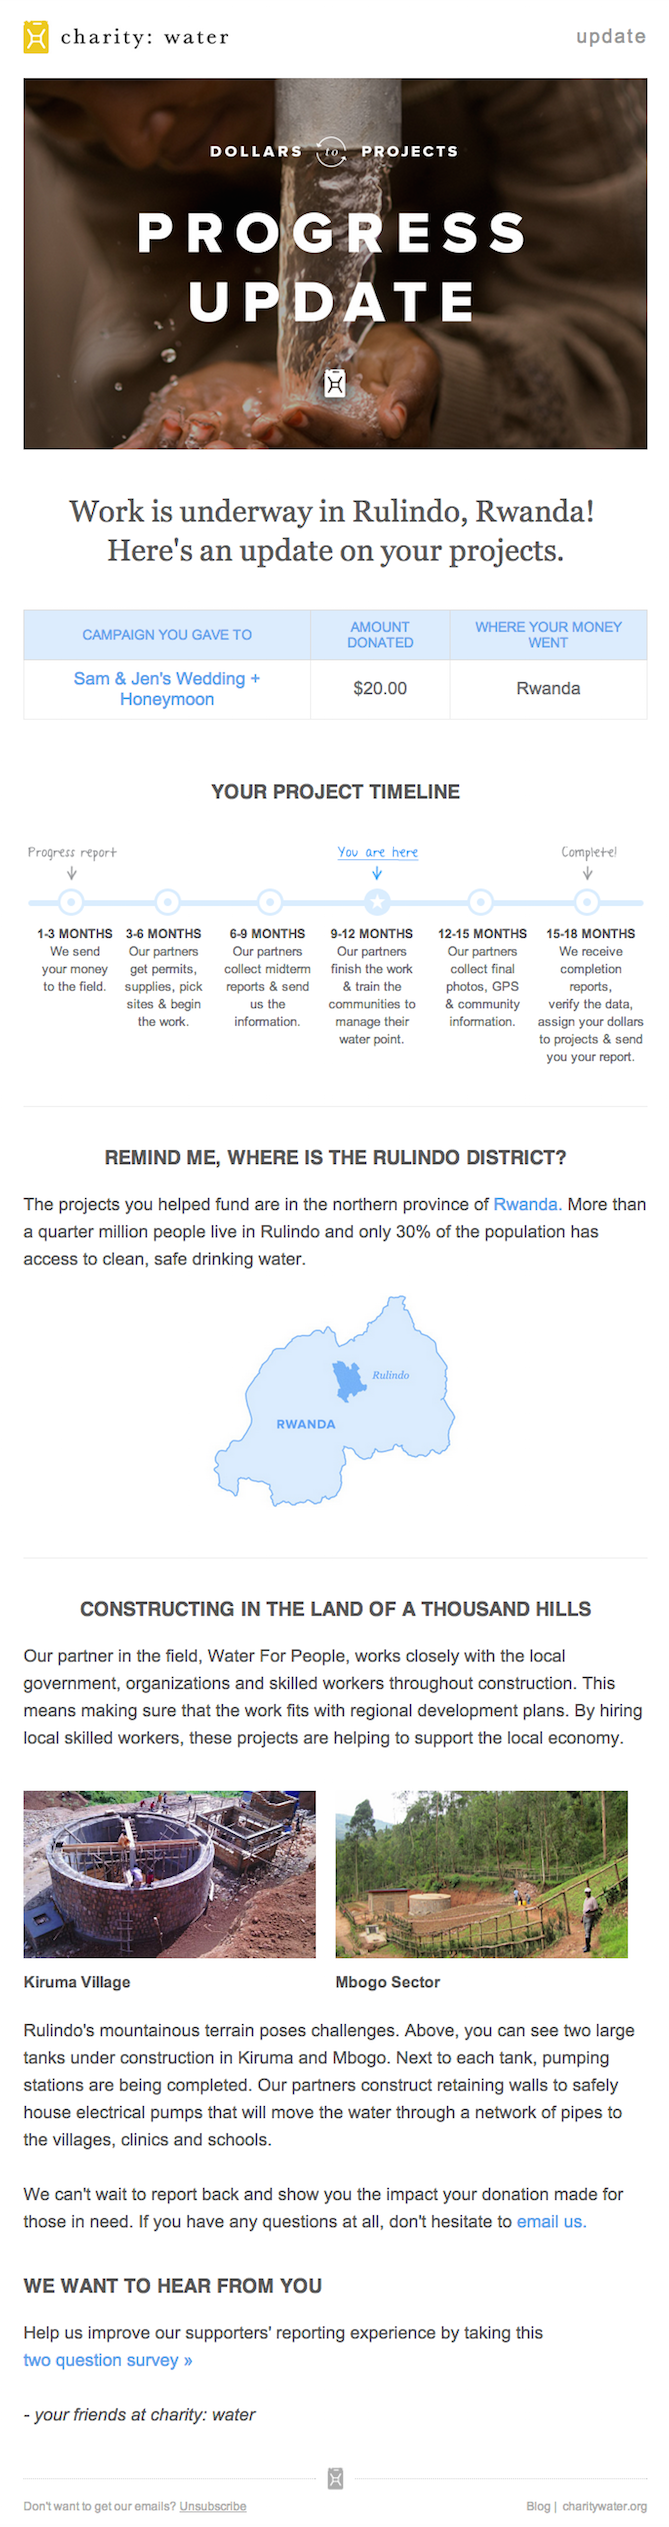 charity: water
update
DOLLARS to PROJECTS
PROGRESS
UPDATE
Work is underway in Rulindo, Rwanda!
Here's an update on your projects.
CAMPAIGN YOU GAVE TO
AMOUNT
DONATED
WHERE YOUR MONEY
WENT
Sam & Jen's Wedding +
Honeymoon
$20.00
Rwanda
YOUR PROJECT TIMELINE
Progress report
You are here
Complete!
1-3 MONTHS
We send
your money
to the field.
3-6 MONTHS
Our partners
get permits,
supplies, pick
sites & begin
the work.
6-9 MONTHS
Our partners
collect midterm
reports & send
us the
information.
9-12 MONTHS
Our partners
finish the work
& train the
communities to
manage their
water point.
12-15 MONTHS
Our partners
collect final
photos, GPS
& community
information.
15-18 MONTHS
We receive
completion
reports,
verify the data,
assign your dollars
to projects & send
you your report.
REMIND ME, WHERE IS THE RULINDO DISTRICT?
The projects you helped fund are in the northern province of Rwanda. More than
a quarter million people live in Rulindo and only 30% of the population has
access to clean, safe drinking water.
Rulindo
RWANDA
CONSTRUCTING IN THE LAND OF A THOUSAND HILLS
Our partner in the field, Water For People, works closely with the local
government, organizations and skilled workers throughout construction. This
means making sure that the work fits with regional development plans. By hiring
local skilled workers, these projects are helping to support the local economy.
Kiruma Village
Mbogo Sector
Rulindo's mountainous terrain poses challenges. Above, you can see two large
tanks under construction in Kiruma and Mbogo. Next to each tank, pumping
stations are being completed. Our partners construct retaining walls to safely
house electrical pumps that will move the water through a network of pipes to
the villages, clinics and schools.
We can't wait to report back and show you the impact your donation made for
those in need. If you have any questions at all, don't hesitate to email us.
WE WANT TO HEAR FROM YOU
Help us improve our supporters' reporting experience by taking this
two question survey »
- your friends at charity: water
Don't want to get our emails? Unsubscribe
Blog | charitywater.org